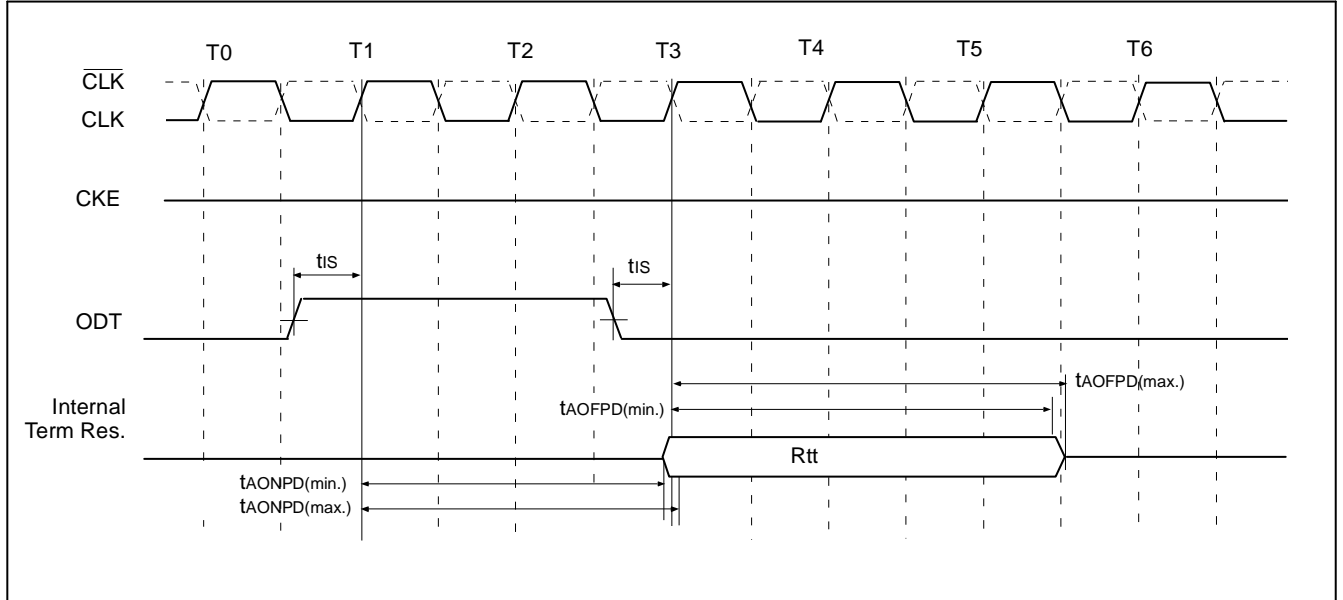 T0 T1 T2 T3 T4 T5 T6
CLK
CLK
CKE
tIS tIS
ODT
tAOFPD(max.)
tAOFPD(min.)
Internal
Term Res.
Rtt
tAONPD(min.)
tAONPD(max.)